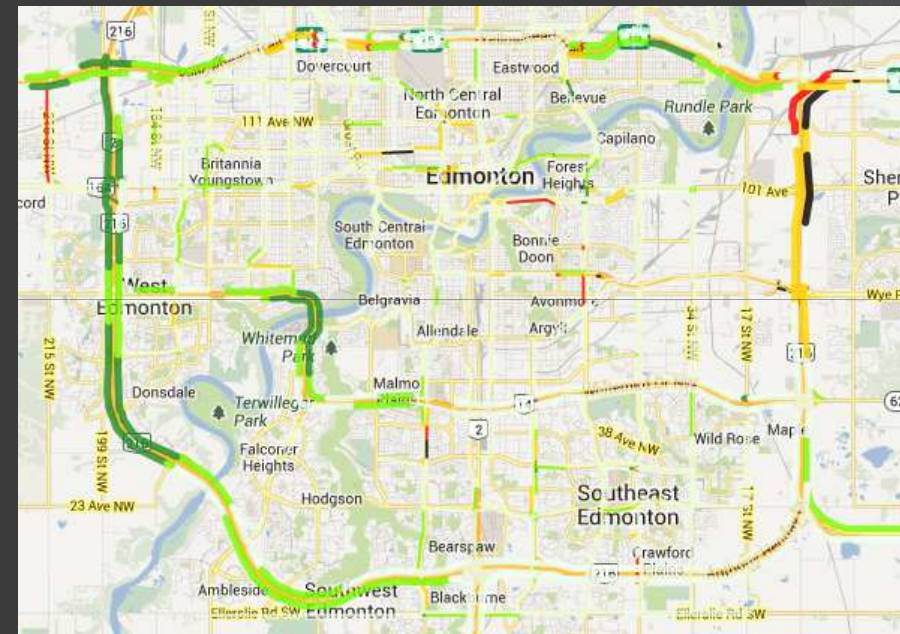 216
Dovercourt
Eastwood
North Central
Edmonton
Bellevue
Rundle Park
111 Ave NW
Capilano
Britannia
Youngstown
Edmonton
Forest
Heights
101 Ave
Sher
P
cord
216
South Central
Edmonton
Bonnie
Doon
West
Edmonton
Belgravia
Avonmore
Wye R
Allendale
Argyll
34 St NW
17 St NW
Whitemud
Park
215 St NW
216
Donsdale
Malmo
Plains
Terwillegar
Park
14
2
199 St NW
216
Falconer
Heights
38 Ave NW
Wild Rose
Maple
Hodgson
Southeast
Edmonton
17 St NW
23 Ave NW
Bearspaw
Crawford
Plains
216
Ambleside
Southwest
Edmonton
Blackburne
Ellerslie Rd SW
Ellerslie Rd SW